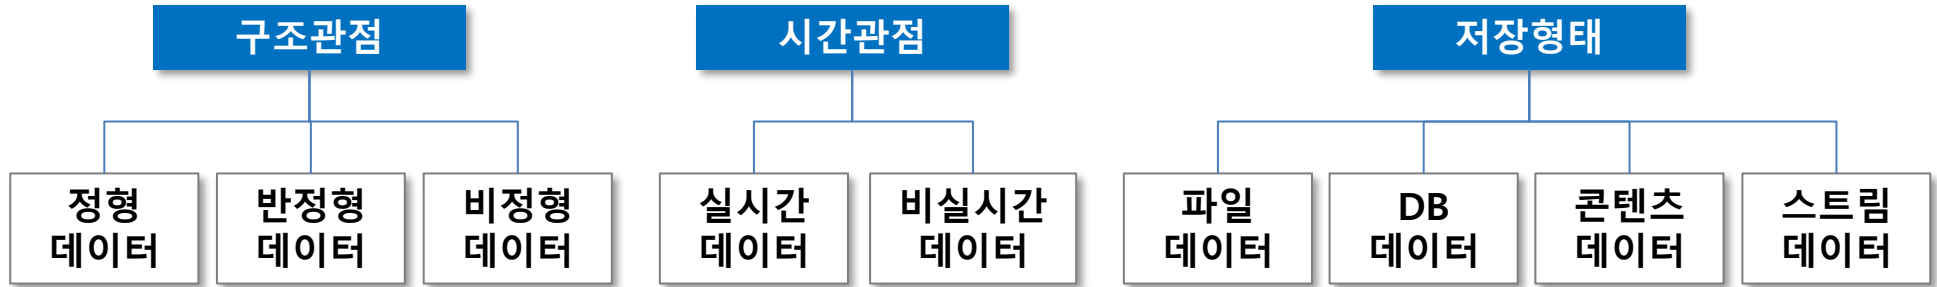 구조관점
정형
데이터
반정형
데이터
비정형
데이터
시간관점
실시간
데이터
비실시간
데이터
저장형태
파일
데이터
DB
데이터
콘텐츠
데이터
스트림
데이터